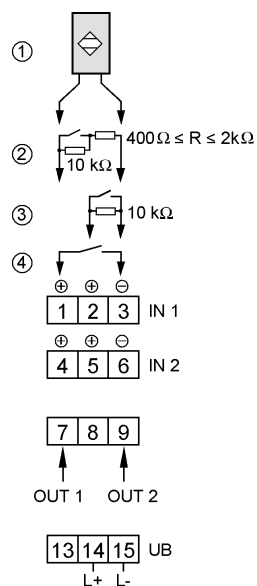 ①
② 400 Ω ≤ R ≤ 2kΩ
10 kΩ
③ 10 kΩ
④
⊕ ⊕ ⊖
1 2 3 IN 1
⊕ ⊕ ⊖
4 5 6 IN 2
7 8 9
OUT 1 OUT 2
13 14 15 UB
L+ L-